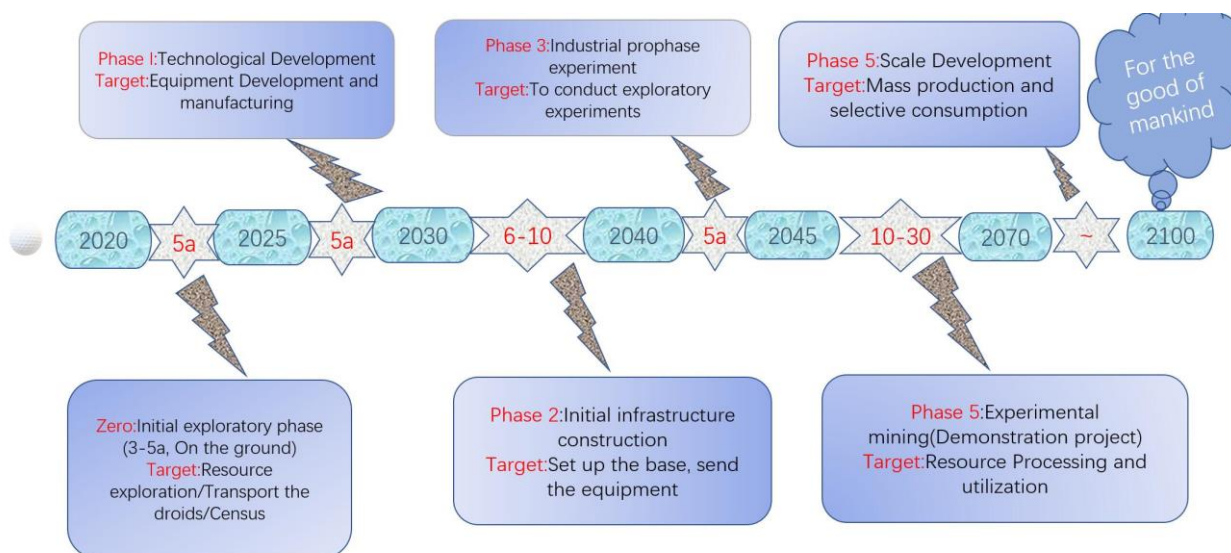 Phase I:Technological Development
Target:Equipment Development and
manufacturing
Phase 3:Industrial prophase
experiment
Target:To conduct exploratory
experiments
Phase 5:Scale Development
Target:Mass production and
selective consumption
For the
good of
mankind
2020
5a
2025
5a
2030
6-10
2040
5a
2045
10-30
2070
~
2100
Zero:Initial exploratory phase
(3-5a, On the ground)
Target:Resource
exploration/Transport the
droids/Census
Phase 2:Initial infrastructure
construction
Target:Set up the base, send
the equipment
Phase 5:Experimental
mining(Demonstration project)
Target:Resource Processing and
utilization